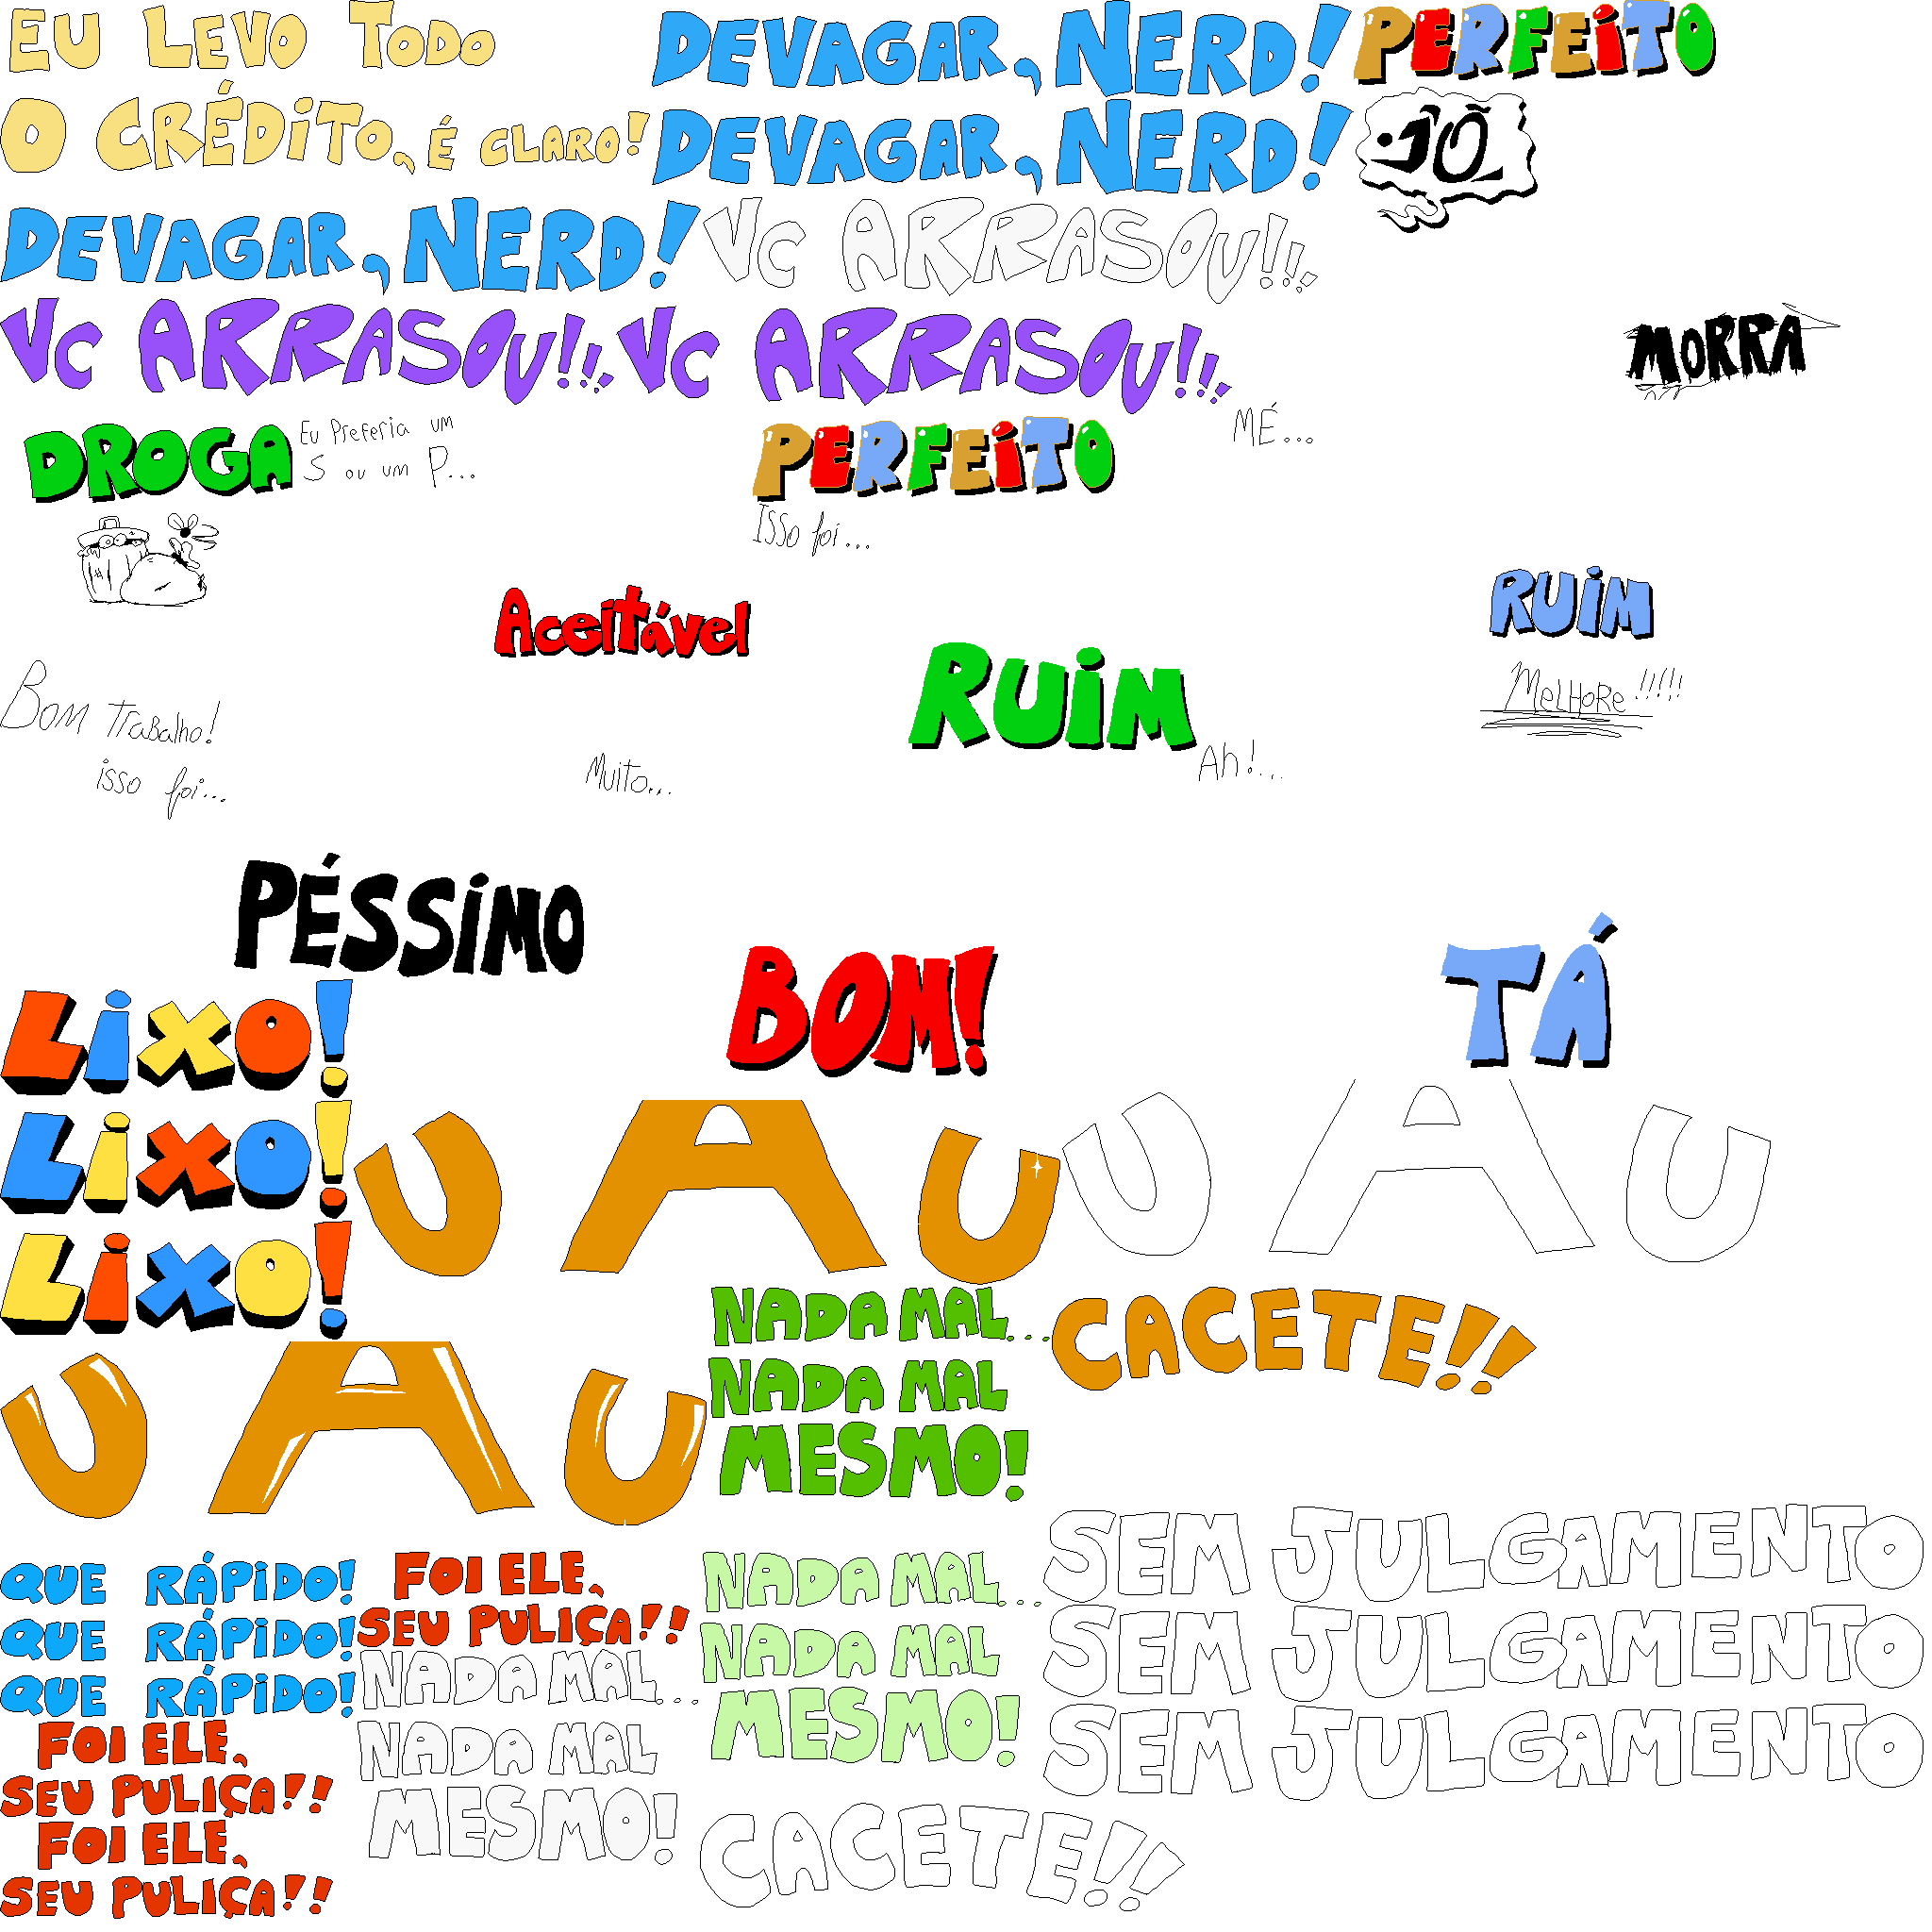 EU LEVO TODO
O CRÉDITO, É CLARO!
DEVAGAR, NERD!
PERFEITO
DEVAGAR, NERD!
DEVAGAR, NERD!
VC ARRASOU!!!
VC ARRASOU!!!
VC ARRASOU!!!
MORRA
DROGA
Eu Preferia um
S ou um P...
PERFEITO
MÉ...
Isso foi...
Aceitável
RUIM
RUIM
MELHORE!!!!!
Bom Trabalho!
isso foi...
Muito...
Ah!...
PÉSSIMO
BOM!
TÁ
LIXO!
LIXO!
LIXO!
UAU
UAU
NADA MAL...
NADA MAL
MESMO!
CACETE!!
UAU
SEM JULGAMENTO
SEM JULGAMENTO
SEM JULGAMENTO
QUE RÁPIDO!
QUE RÁPIDO!
QUE RÁPIDO!
FOI ELE,
SEU PULIÇA!!
NADA MAL...
NADA MAL
MESMO!
NADA MAL...
NADA MAL
MESMO!
FOI ELE,
SEU PULIÇA!!
FOI ELE,
SEU PULIÇA!!
CACETE!!